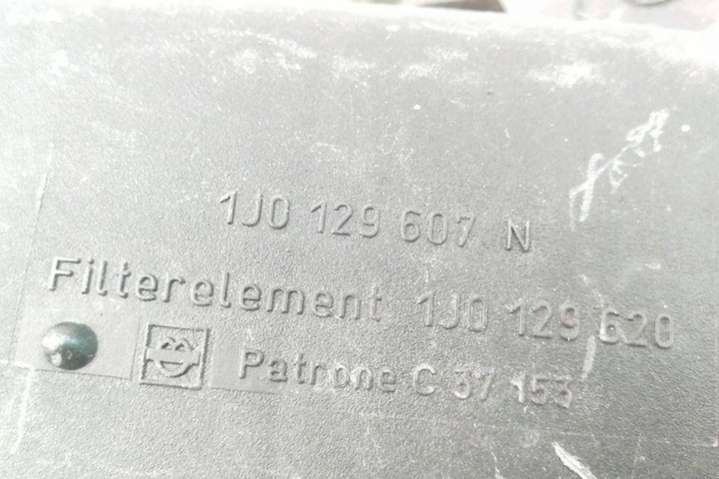 1J0 129 607 N
Filterelement 1J0 129 620
Patrone C 37 153